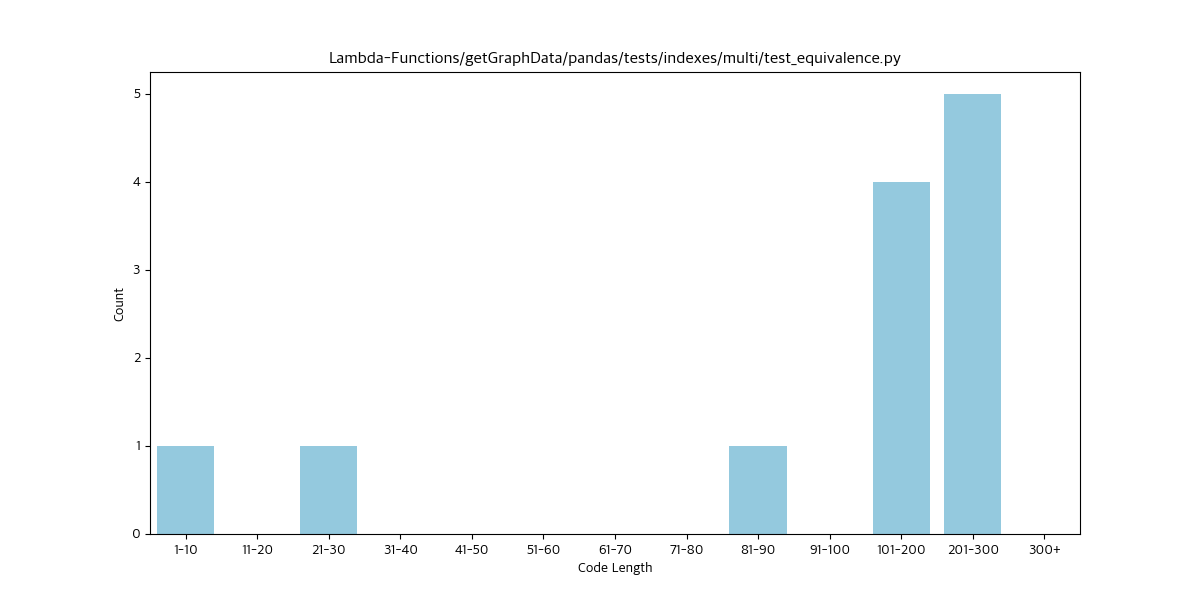 Lambda-Functions/getGraphData/pandas/tests/indexes/multi/test_equivalence.py
5
4
3
2
1
0
Count
1-10 11-20 21-30 31-40 41-50 51-60 61-70 71-80 81-90 91-100 101-200 201-300 300+
Code Length